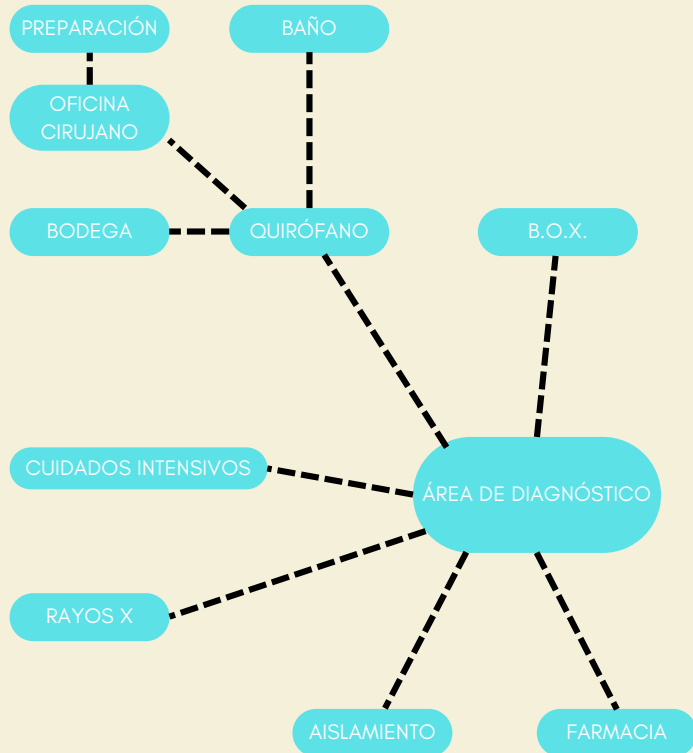 PREPARACIÓN
BAÑO
OFICINA
CIRUJANO
BODEGA
QUIRÓFANO
B.O.X.
CUIDADOS INTENSIVOS
ÁREA DE DIAGNÓSTICO
RAYOS X
AISLAMIENTO
FARMACIA